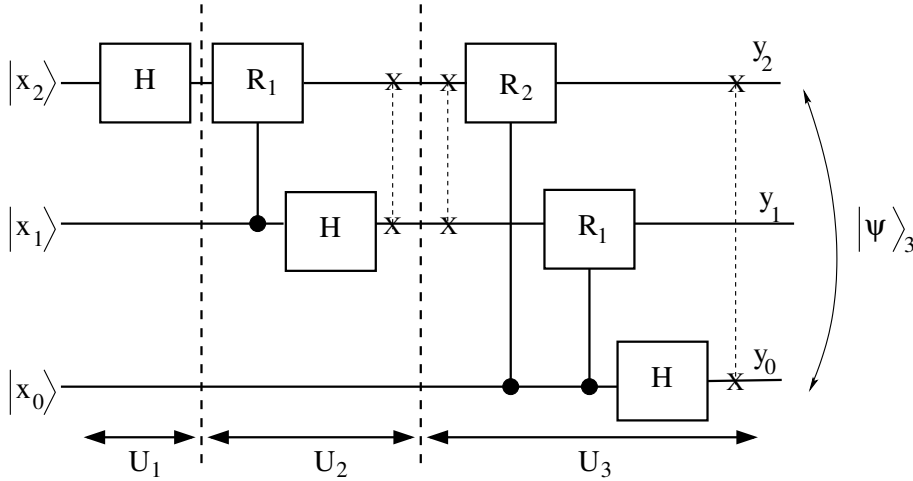 |x₂⟩ H R₁ X X R₂ X y₂
|x₁⟩ H X X R₁ y₁ |ψ⟩₃
|x₀⟩ H X y₀
U₁ U₂ U₃